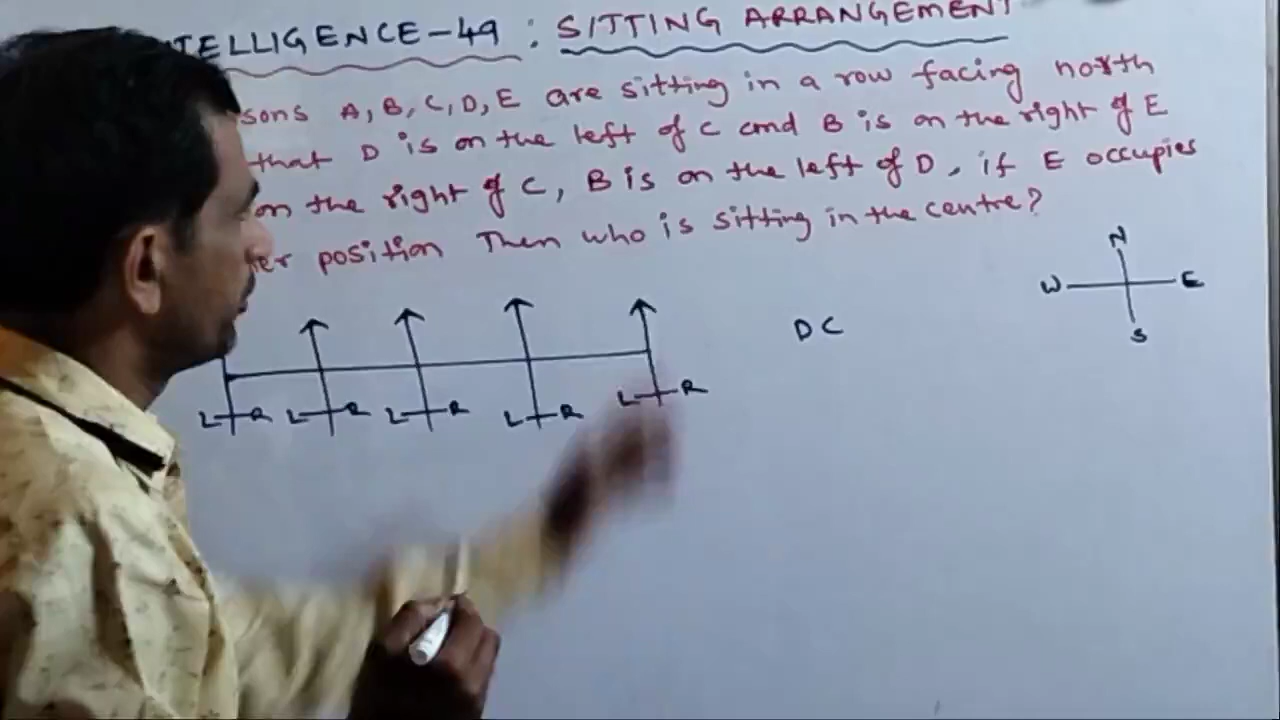 TELLIGENCE-49 : SITTING ARRANGEMENT
sons A, B, C, D, E are sitting in a row facing north
that D is on the left of C and B is on the right of E
on the right of C, B is on the left of D, if E occupies
position Then who is sitting in the centre?
N
W E
S
D C
L R L R L R L R L R